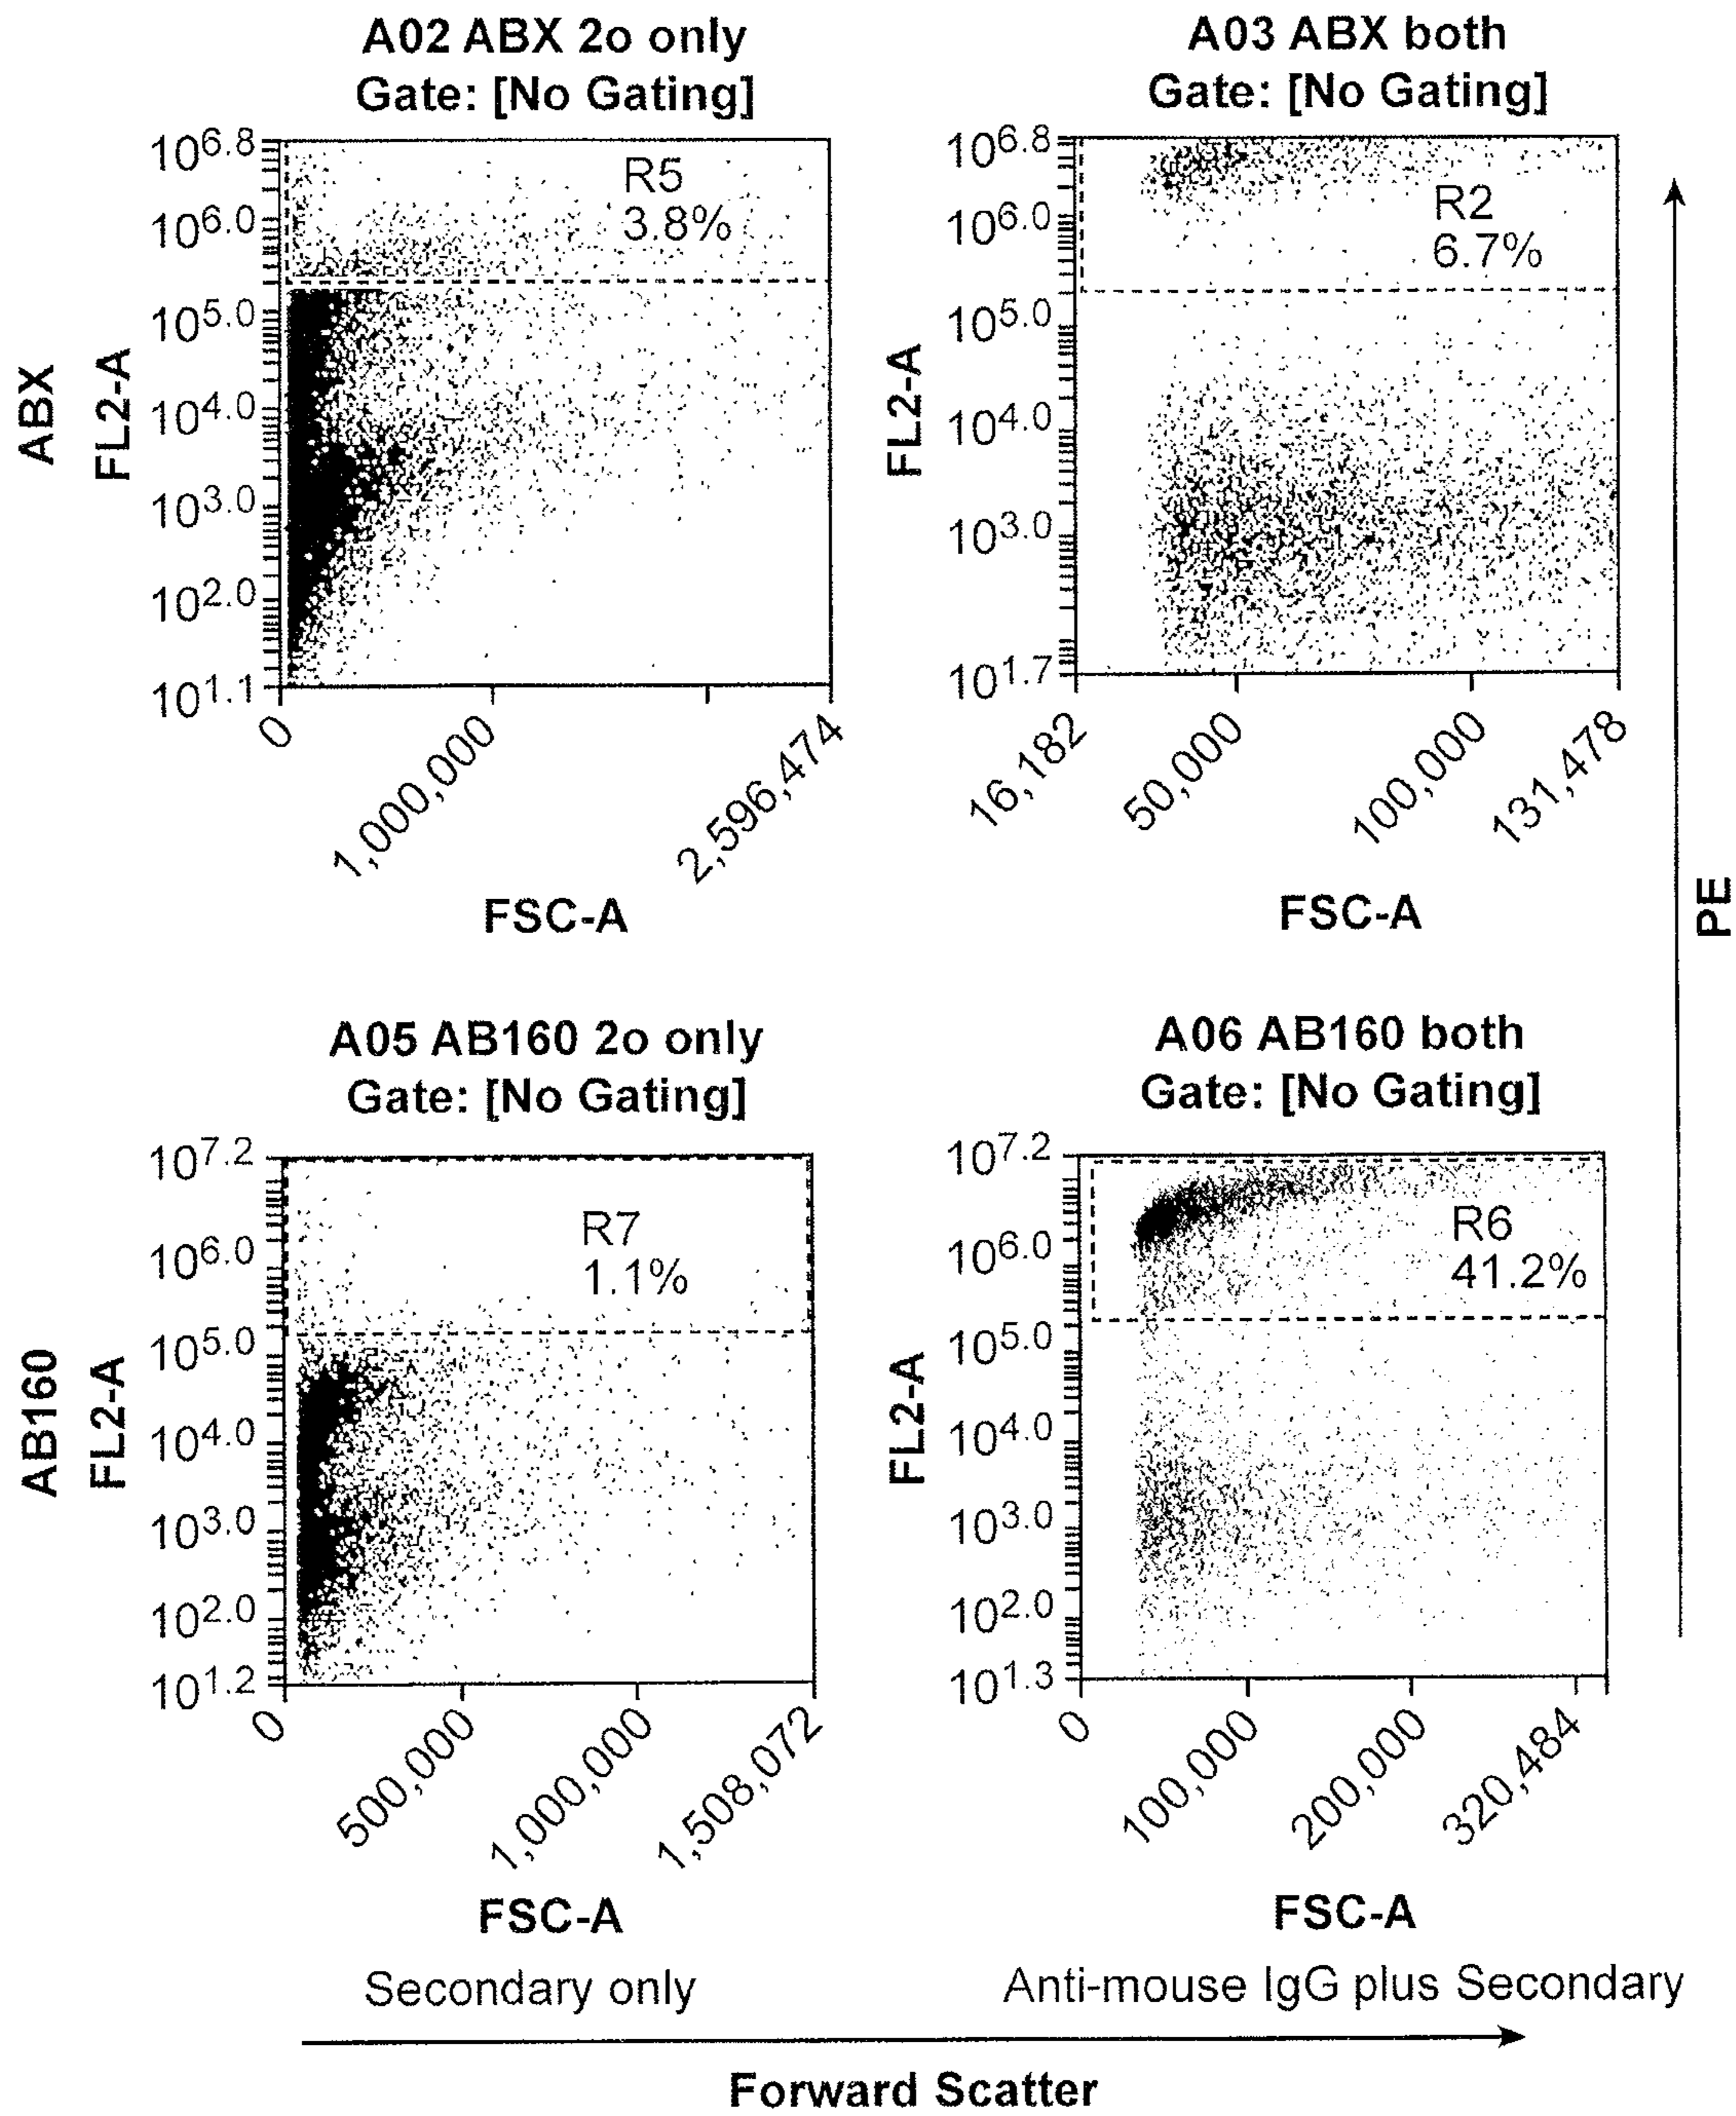 A02 ABX 2o only
Gate: [No Gating]
R5
3.8%
10^6.8
10^6.0
10^5.0
10^4.0
10^3.0
10^2.0
10^1.1
ABX
FL2-A
0
1,000,000
2,596,474
FSC-A
A03 ABX both
Gate: [No Gating]
R2
6.7%
10^6.8
10^6.0
10^5.0
10^4.0
10^3.0
10^1.7
FL2-A
16,182
50,000
100,000
131,478
FSC-A
PE
A05 AB160 2o only
Gate: [No Gating]
R7
1.1%
10^7.2
10^6.0
10^5.0
10^4.0
10^3.0
10^2.0
10^1.2
AB160
FL2-A
0
500,000
1,000,000
1,508,072
FSC-A
Secondary only
A06 AB160 both
Gate: [No Gating]
R6
41.2%
10^7.2
10^6.0
10^5.0
10^4.0
10^3.0
10^2.0
10^1.3
FL2-A
0
100,000
200,000
320,484
FSC-A
Anti-mouse IgG plus Secondary
Forward Scatter